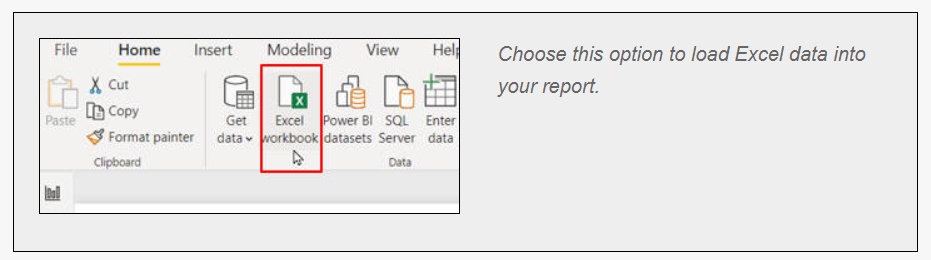 File Home Insert Modeling View Help
Cut
Copy
Format painter
Paste
Clipboard
Get data
Excel workbook
Power BI datasets
SQL Server
Enter data
Data
Choose this option to load Excel data into
your report.